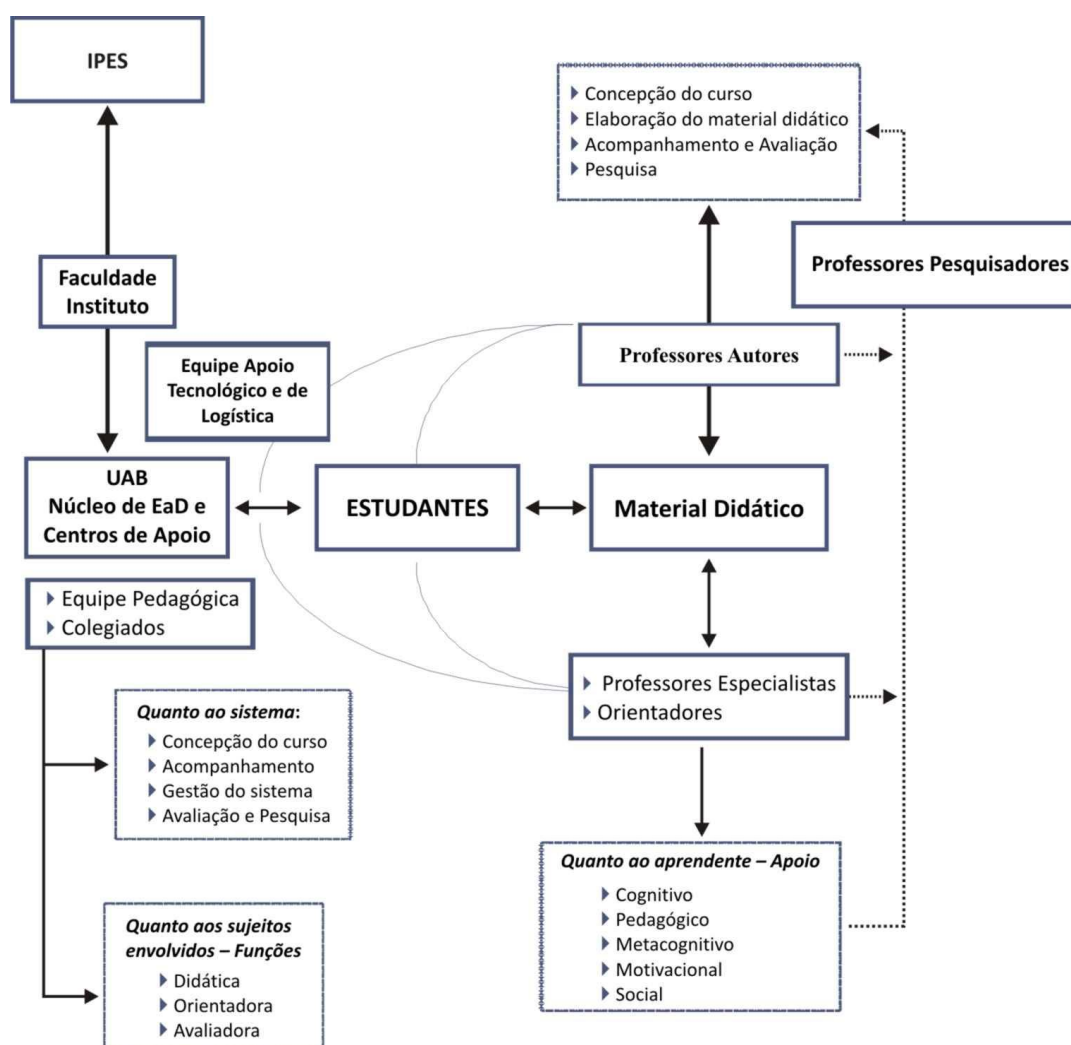 IPES
Concepção do curso
Elaboração do material didático
Acompanhamento e Avaliação
Pesquisa
Professores Pesquisadores
Faculdade
Instituto
Professores Autores
Equipe Apoio
Tecnológico e de
Logística
UAB
Núcleo de EaD e
Centros de Apoio
ESTUDANTES
Material Didático
Equipe Pedagógica
Colegiados
Professores Especialistas
Orientadores
Quanto ao sistema:
Concepção do curso
Acompanhamento
Gestão do sistema
Avaliação e Pesquisa
Quanto ao aprendente – Apoio
Cognitivo
Pedagógico
Metacognitivo
Motivacional
Social
Quanto aos sujeitos
envolvidos – Funções
Didática
Orientadora
Avaliadora